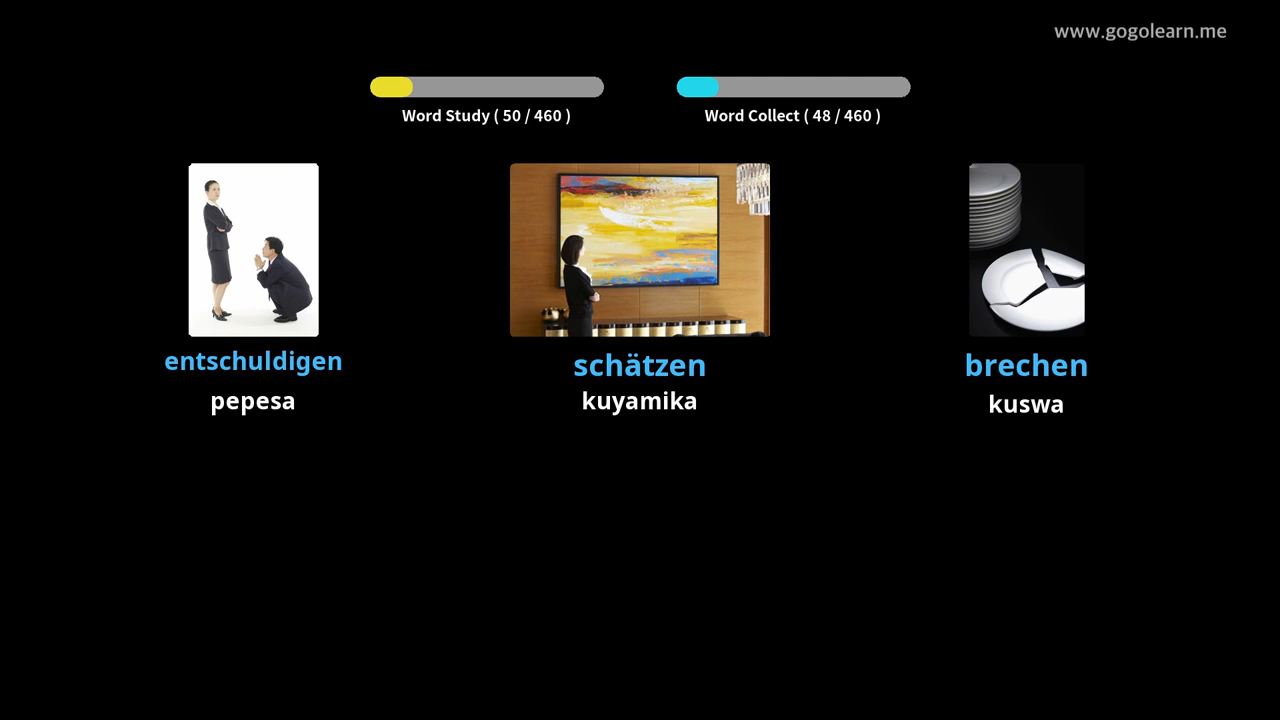 www.gogolearn.me
Word Study ( 50 / 460 )
Word Collect ( 48 / 460 )
entschuldigen
pepesa
schätzen
kuyamika
brechen
kuswa